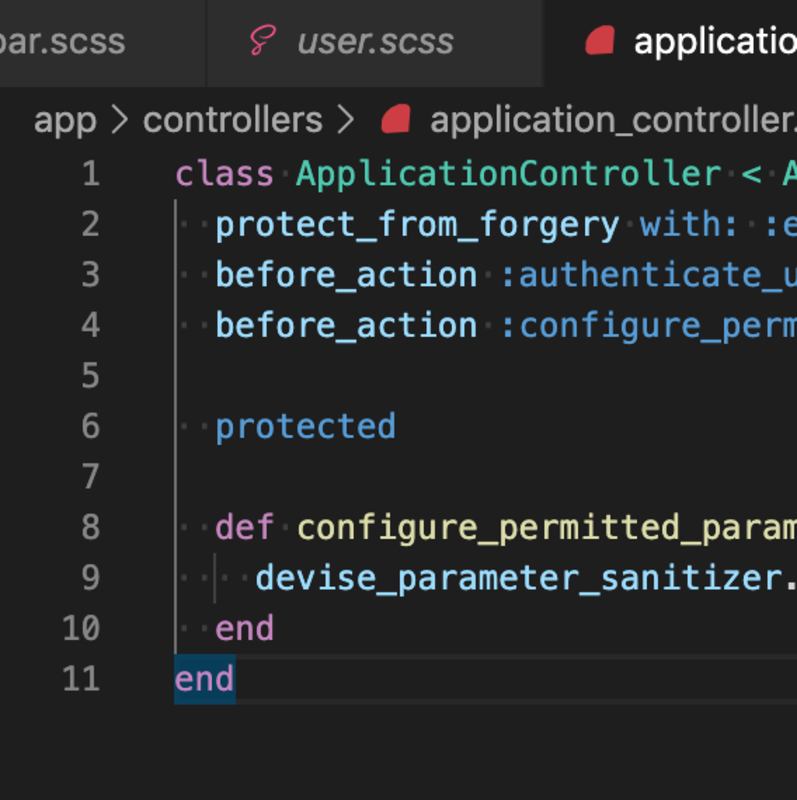 bar.scss user.scss applicatio
app > controllers > application_controller.
1 class ApplicationController < A
2 protect_from_forgery with: :e
3 before_action :authenticate_u
4 before_action :configure_perm
5
6 protected
7
8 def configure_permitted_param
9 devise_parameter_sanitizer.
10 end
11 end